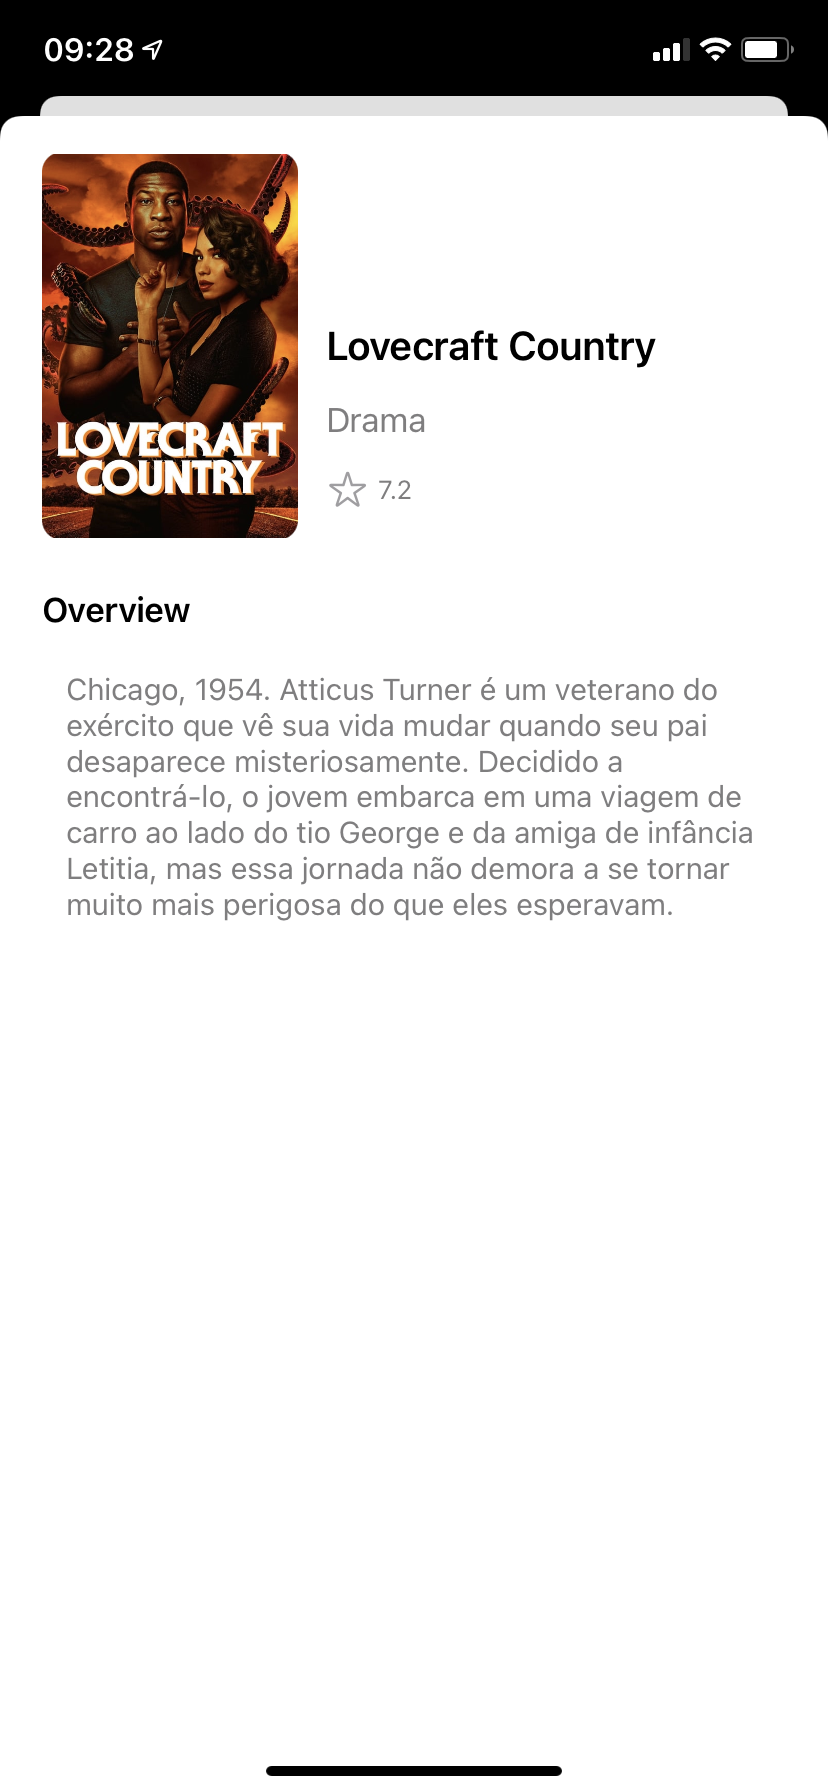 09:28
LOVECRAFT
COUNTRY
Lovecraft Country
Drama
7.2
Overview
Chicago, 1954. Atticus Turner é um veterano do
exército que vê sua vida mudar quando seu pai
desaparece misteriosamente. Decidido a
encontrá-lo, o jovem embarca em uma viagem de
carro ao lado do tio George e da amiga de infância
Letitia, mas essa jornada não demora a se tornar
muito mais perigosa do que eles esperavam.